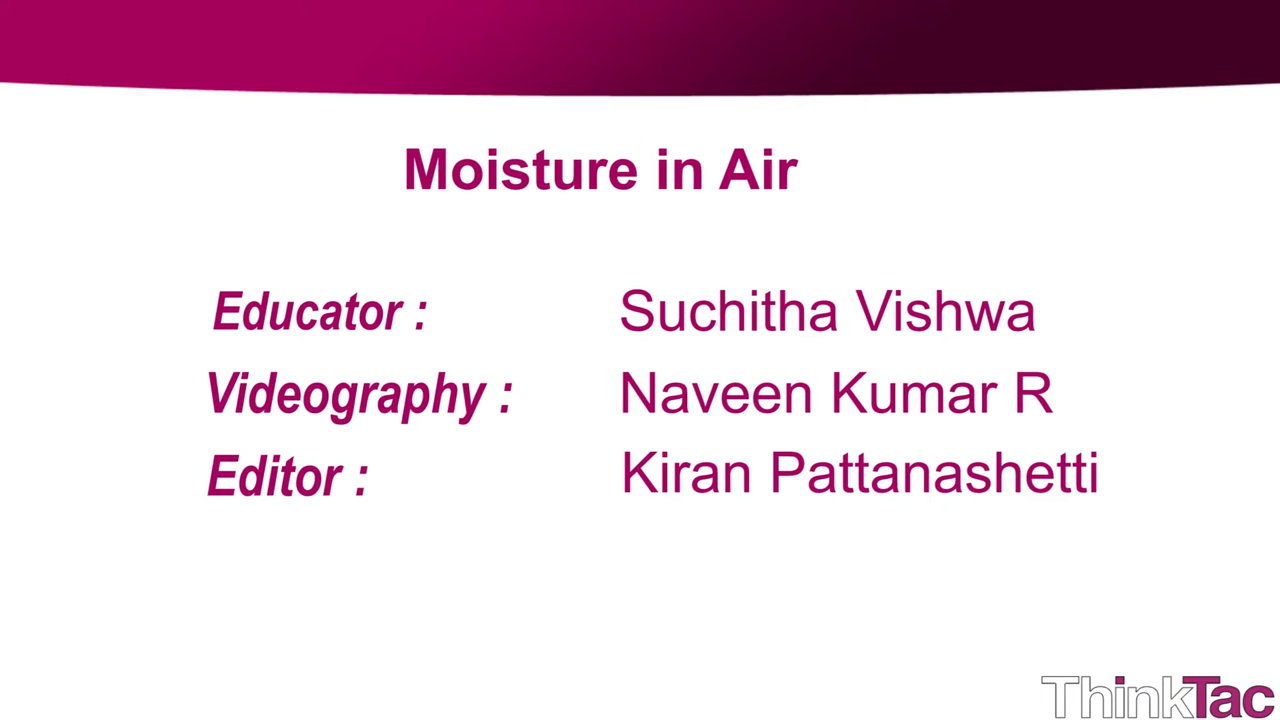 Moisture in Air
Educator : Suchitha Vishwa
Videography : Naveen Kumar R
Editor : Kiran Pattanashetti
ThinkTac